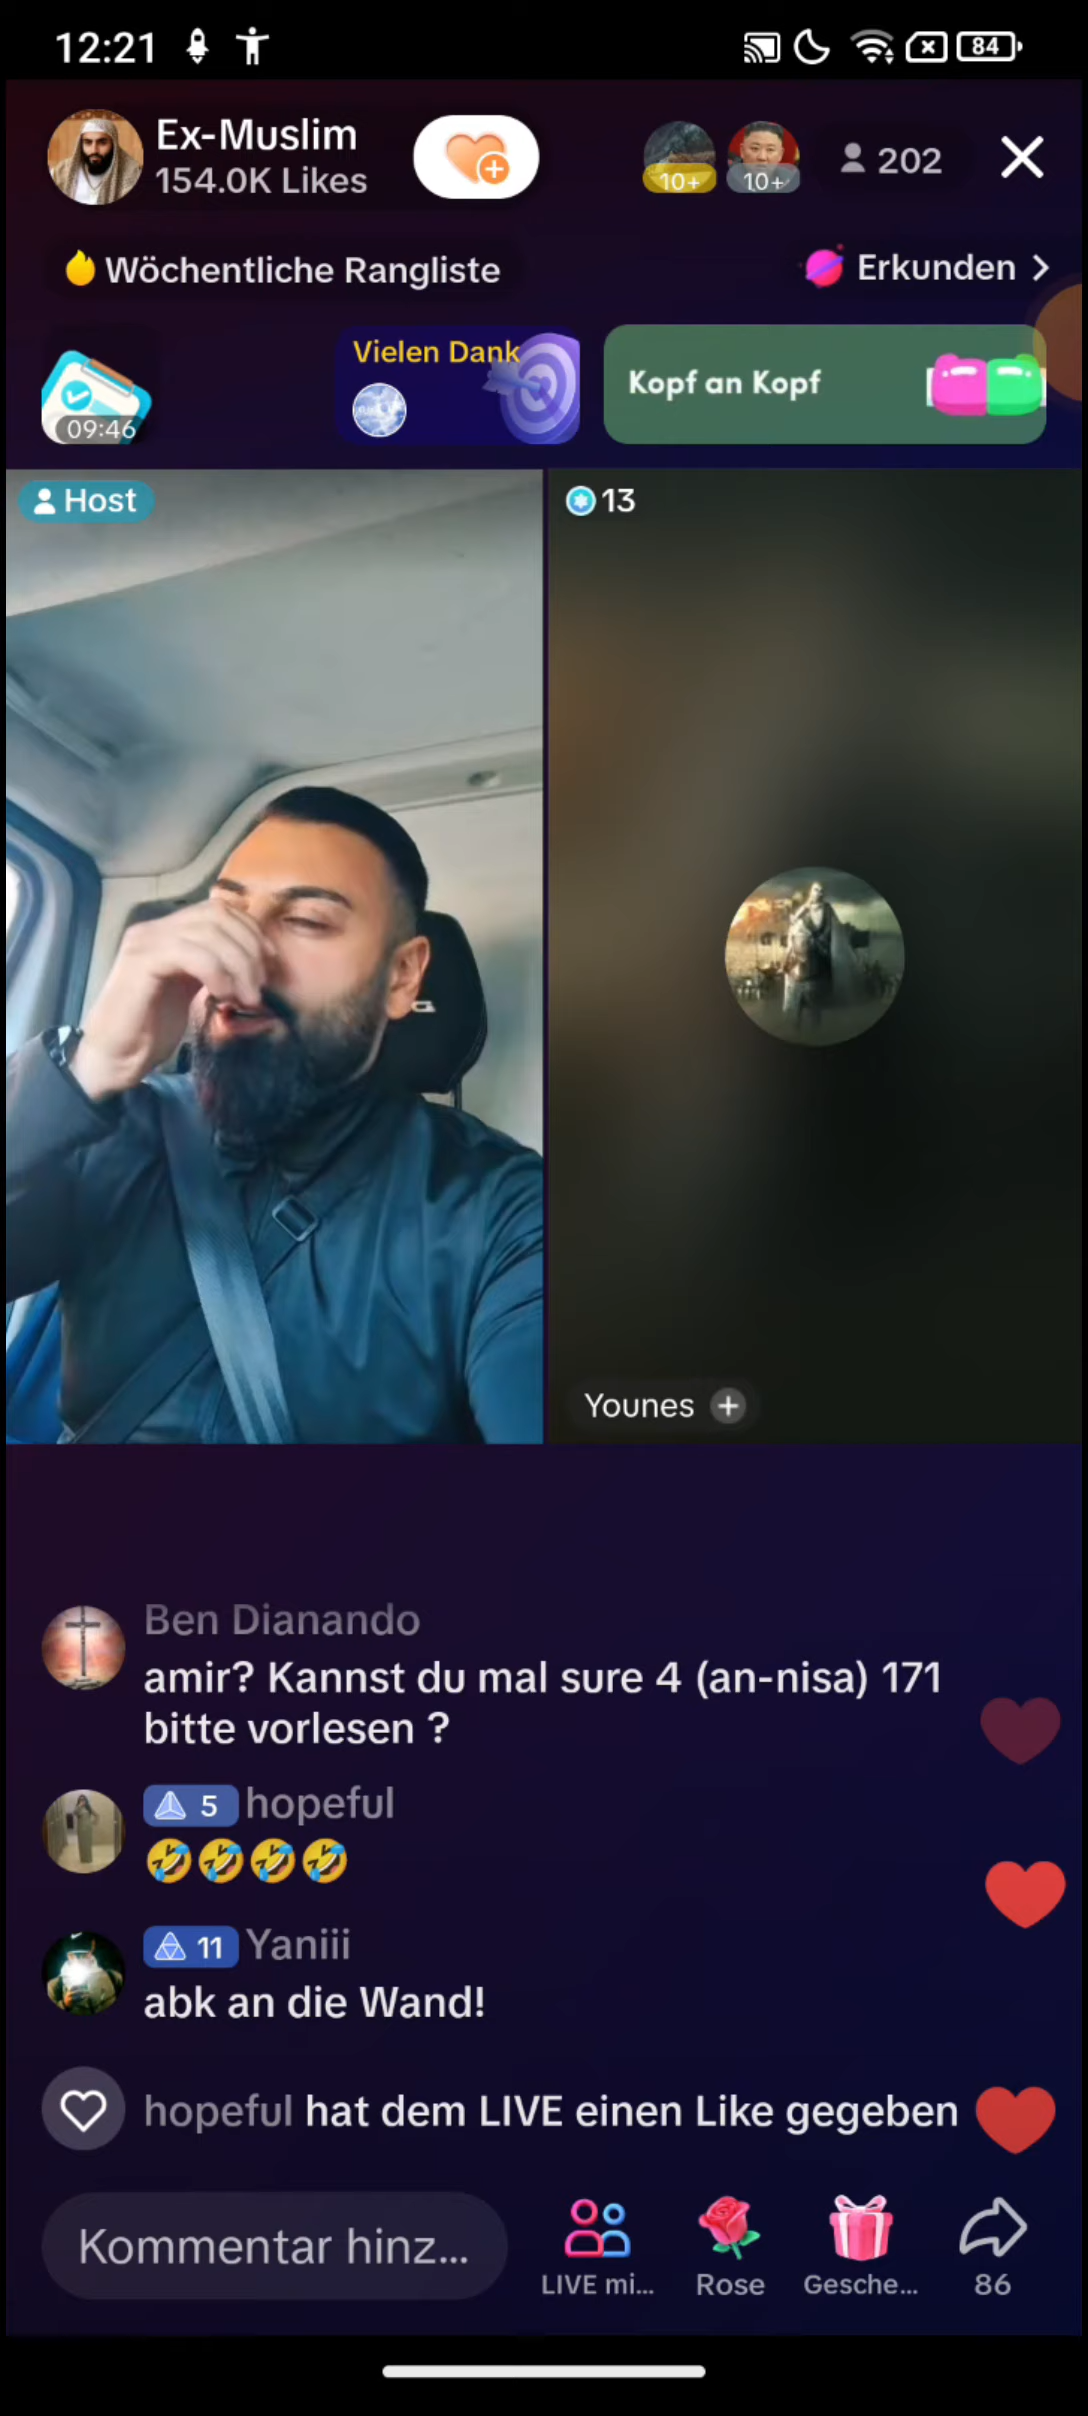 12:21
84
Ex-Muslim
154.0K Likes
10+
10+
202
Wöchentliche Rangliste
Erkunden >
09:46
Vielen Dank
Kopf an Kopf
Host
13
Younes
Ben Dianando
amir? Kannst du mal sure 4 (an-nisa) 171
bitte vorlesen ?
5 hopeful
🤣🤣🤣🤣
11 Yaniii
abk an die Wand!
hopeful hat dem LIVE einen Like gegeben
Kommentar hinz...
LIVE mi...
Rose
Gesche...
86